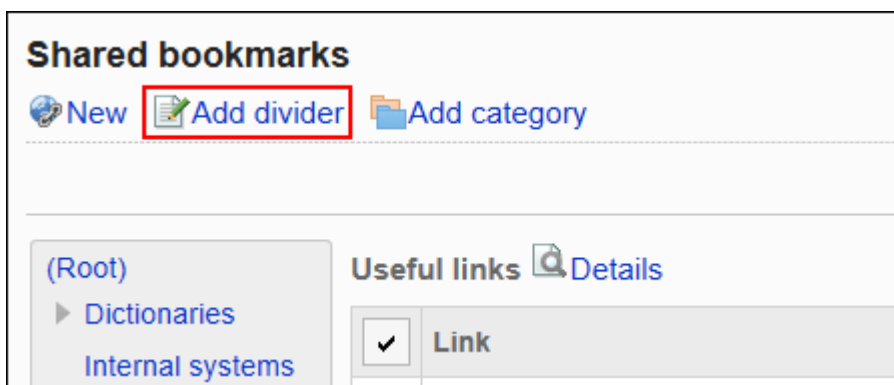 Shared bookmarks
New Add divider Add category
(Root)
Dictionaries
Internal systems
Useful links Details
Link